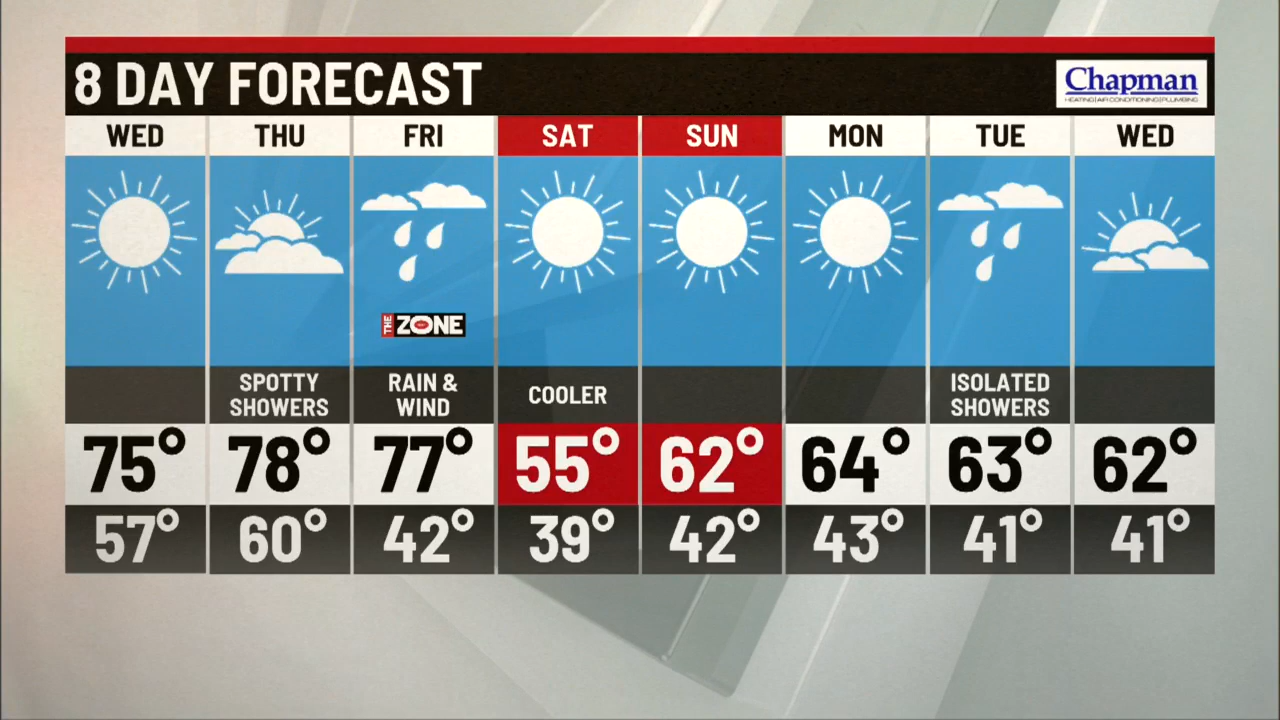 8 DAY FORECAST
Chapman
HEATING|AIR CONDITIONING|PLUMBING
WED THU FRI SAT SUN MON TUE WED
THE ZONE
SPOTTY SHOWERS
RAIN & WIND
COOLER
ISOLATED SHOWERS
75° 78° 77° 55° 62° 64° 63° 62°
57° 60° 42° 39° 42° 43° 41° 41°